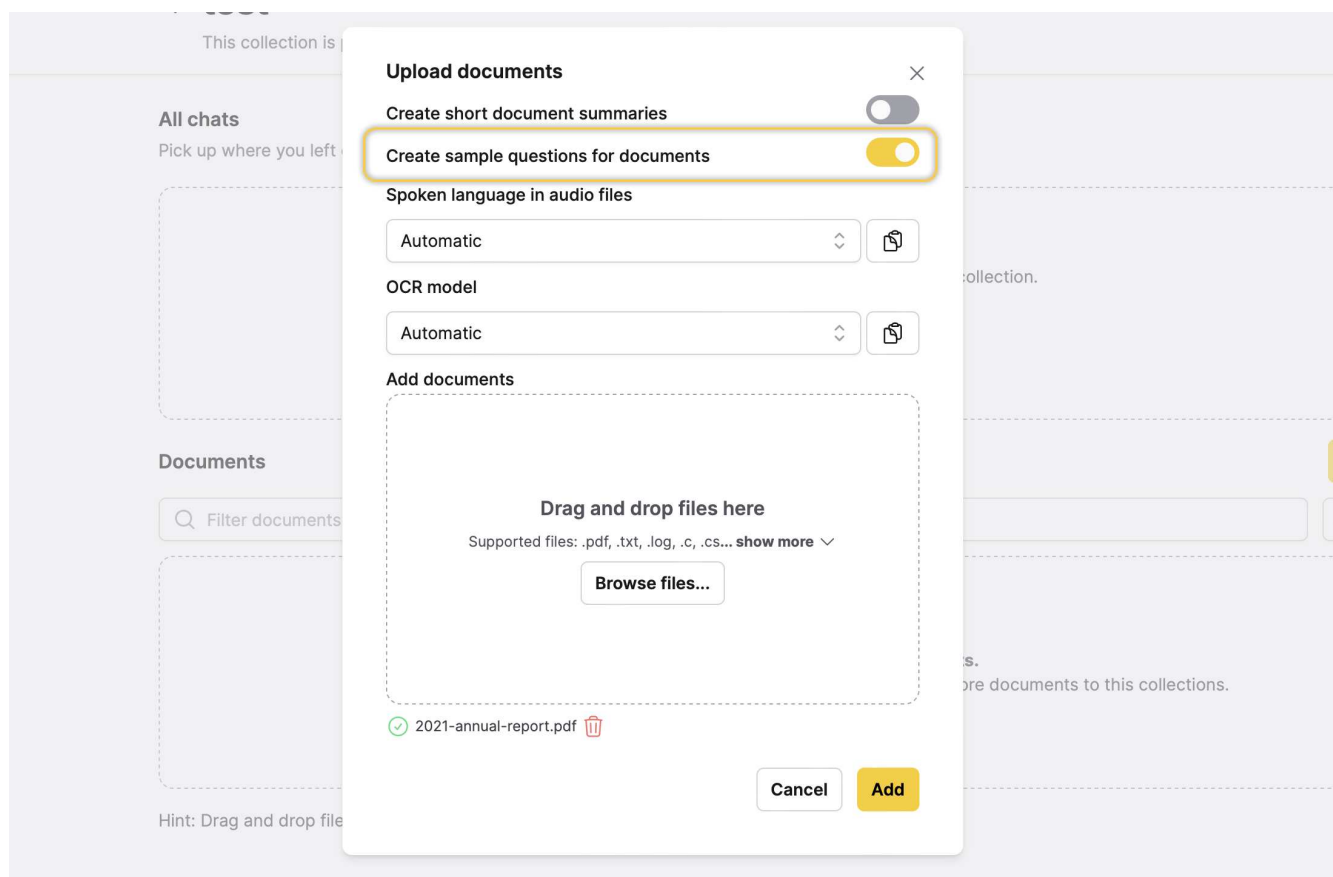 This collection is
Upload documents
Create short document summaries
All chats
Pick up where you left
Create sample questions for documents
Spoken language in audio files
Automatic
collection.
OCR model
Automatic
Add documents
Documents
Filter documents
Drag and drop files here
Supported files: .pdf, .txt, .log, .c, .cs... show more
Browse files...
documents to this collections.
2021-annual-report.pdf
Cancel
Add
Hint: Drag and drop file